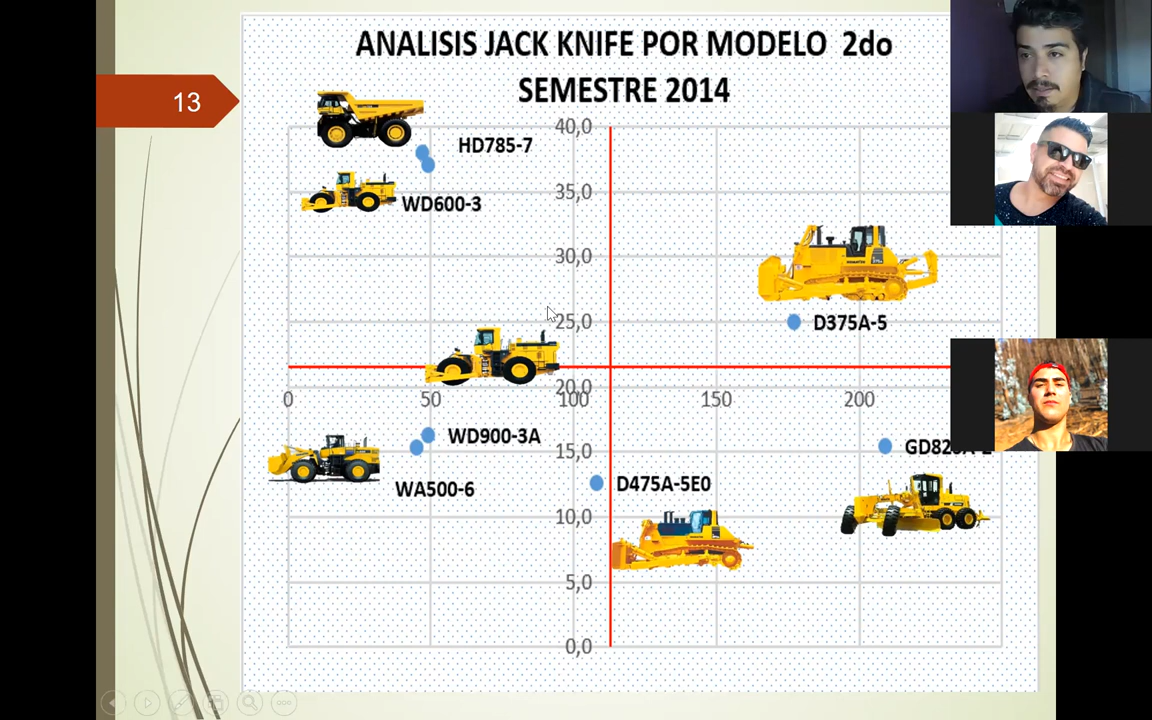 ANALISIS JACK KNIFE POR MODELO 2do
SEMESTRE 2014
13
40,0
HD785-7
35,0
WD600-3
30,0
25,0
D375A-5
20,0
0
50
100
150
200
WD900-3A
15,0
WA500-6
D475A-5E0
10,0
5,0
0,0